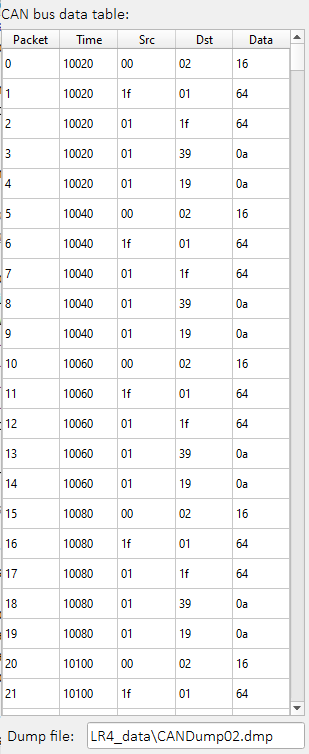 CAN bus data table:
Packet Time Src Dst Data
0 10020 00 02 16
1 10020 1f 01 64
2 10020 01 1f 64
3 10020 01 39 0a
4 10020 01 19 0a
5 10040 00 02 16
6 10040 1f 01 64
7 10040 01 1f 64
8 10040 01 39 0a
9 10040 01 19 0a
10 10060 00 02 16
11 10060 1f 01 64
12 10060 01 1f 64
13 10060 01 39 0a
14 10060 01 19 0a
15 10080 00 02 16
16 10080 1f 01 64
17 10080 01 1f 64
18 10080 01 39 0a
19 10080 01 19 0a
20 10100 00 02 16
21 10100 1f 01 64
Dump file: LR4_data\CANDump02.dmp